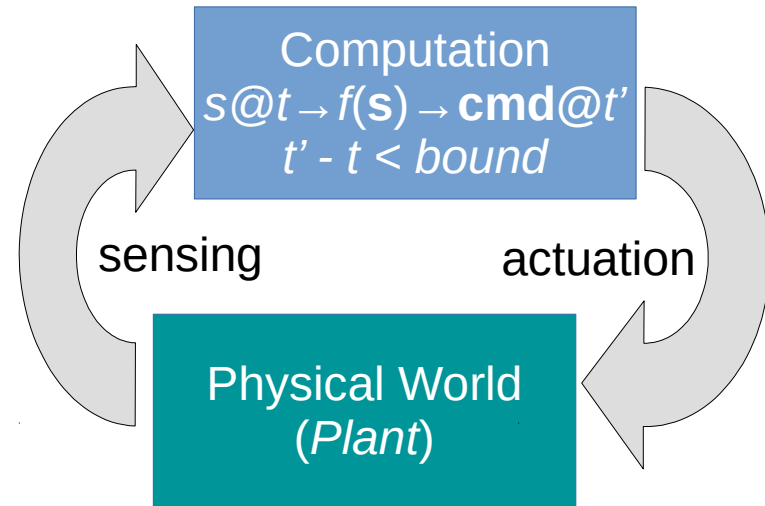 Computation
s@t→f(s)→cmd@t’
t’ - t < bound
sensing
actuation
Physical World
(Plant)